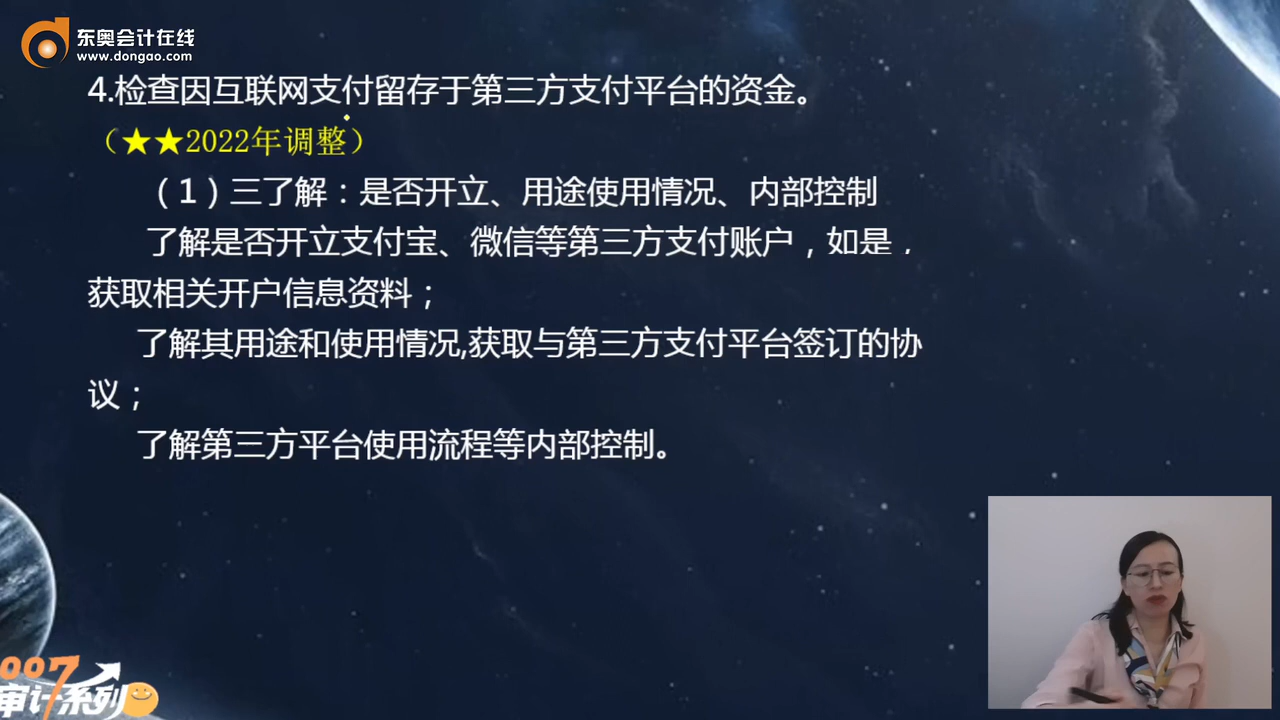 东奥会计在线
www.dongao.com
4.检查因互联网支付留存于第三方支付平台的资金。
（★★2022年调整）
（1）三了解：是否开立、用途使用情况、内部控制
了解是否开立支付宝、微信等第三方支付账户，如是，
获取相关开户信息资料；
了解其用途和使用情况,获取与第三方支付平台签订的协
议；
了解第三方平台使用流程等内部控制。
007
审计系列